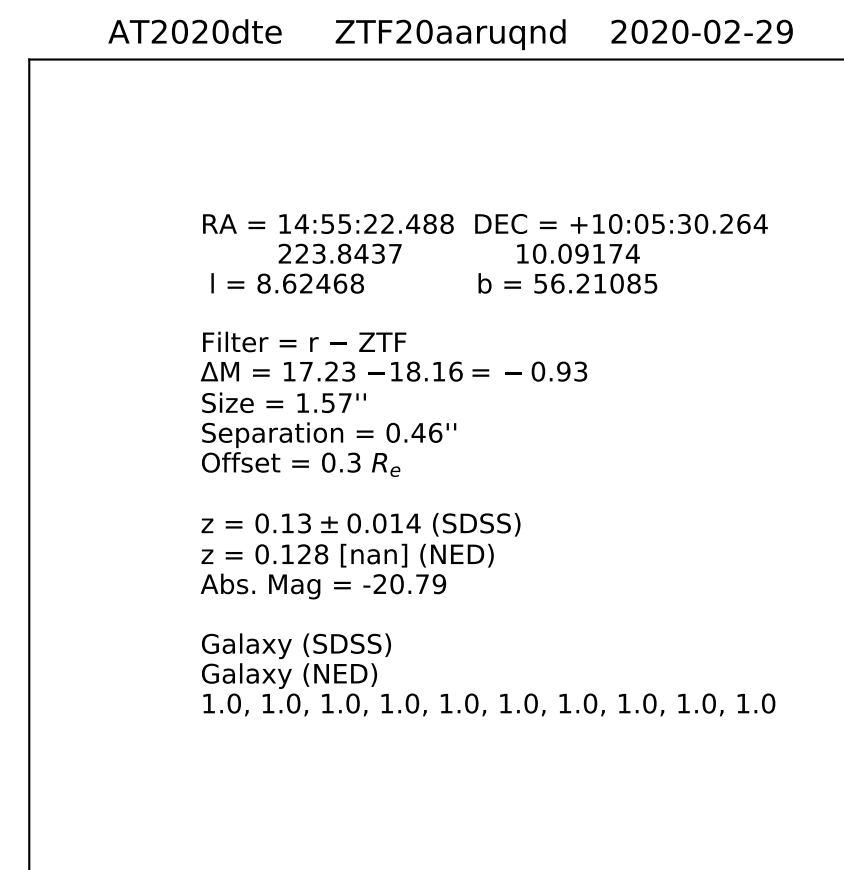 AT2020dte ZTF20aaruqnd 2020-02-29
RA = 14:55:22.488 DEC = +10:05:30.264
223.8437 10.09174
l = 8.62468 b = 56.21085
Filter = r − ZTF
ΔM = 17.23 −18.16 = − 0.93
Size = 1.57''
Separation = 0.46''
Offset = 0.3 Re
z = 0.13 ± 0.014 (SDSS)
z = 0.128 [nan] (NED)
Abs. Mag = -20.79
Galaxy (SDSS)
Galaxy (NED)
1.0, 1.0, 1.0, 1.0, 1.0, 1.0, 1.0, 1.0, 1.0, 1.0